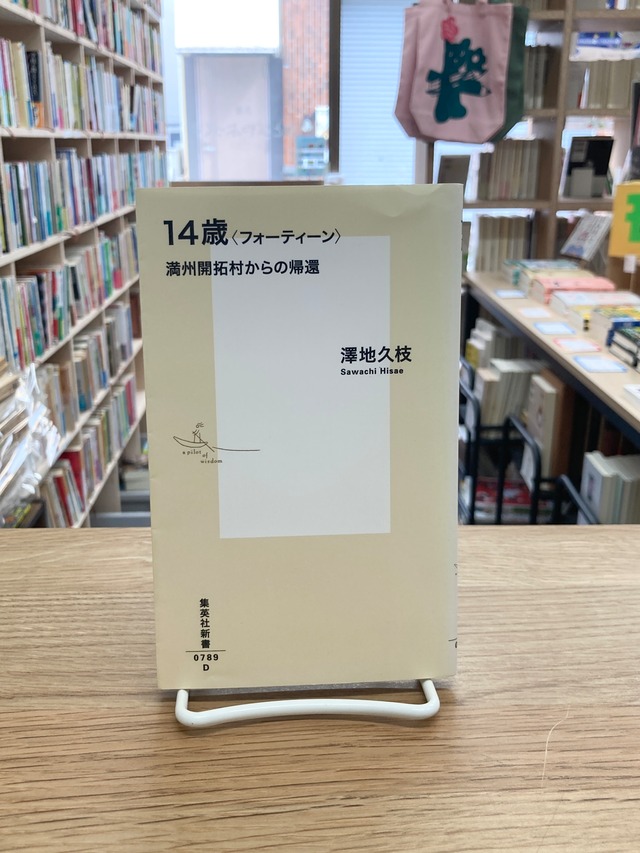 14歳〈フォーティーン〉
満州開拓村からの帰還
澤地久枝
Sawachi Hisae
a pilot
of
wisdom
集英社新書
0789
D